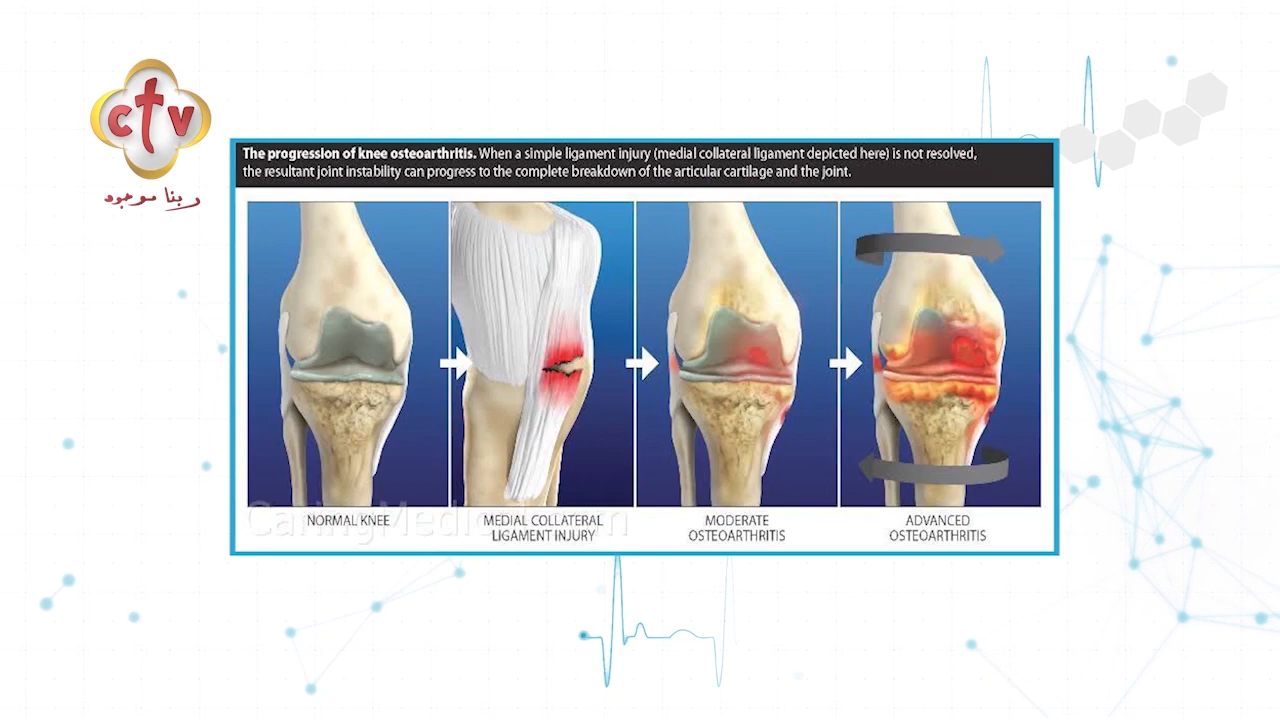 ctv
ربنا موجود
The progression of knee osteoarthritis. When a simple ligament injury (medial collateral ligament depicted here) is not resolved,
the resultant joint instability can progress to the complete breakdown of the articular cartilage and the joint.
NORMAL KNEE
MEDIAL COLLATERAL
LIGAMENT INJURY
MODERATE
OSTEOARTHRITIS
ADVANCED
OSTEOARTHRITIS